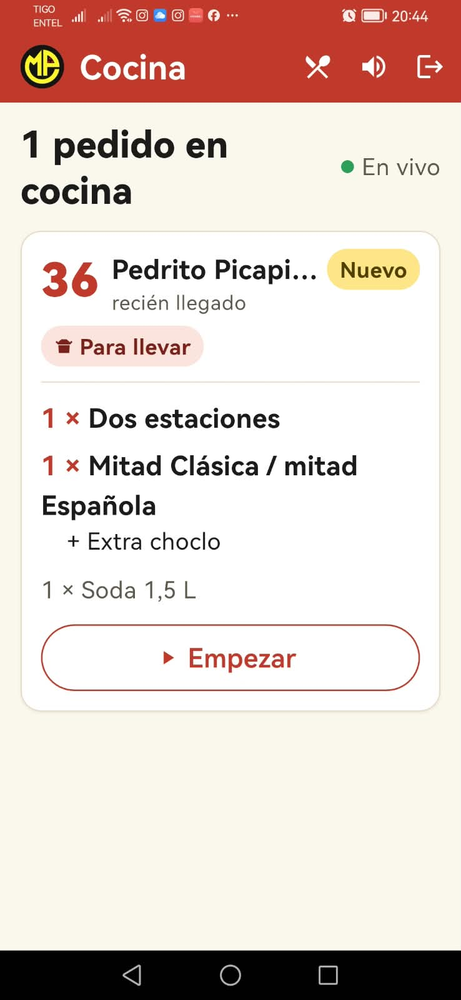 TIGO
ENTEL
20:44
MP Cocina
1 pedido en
cocina
En vivo
36 Pedrito Picapi... Nuevo
recién llegado
Para llevar
1 × Dos estaciones
1 × Mitad Clásica / mitad
Española
+ Extra choclo
1 × Soda 1,5 L
Empezar